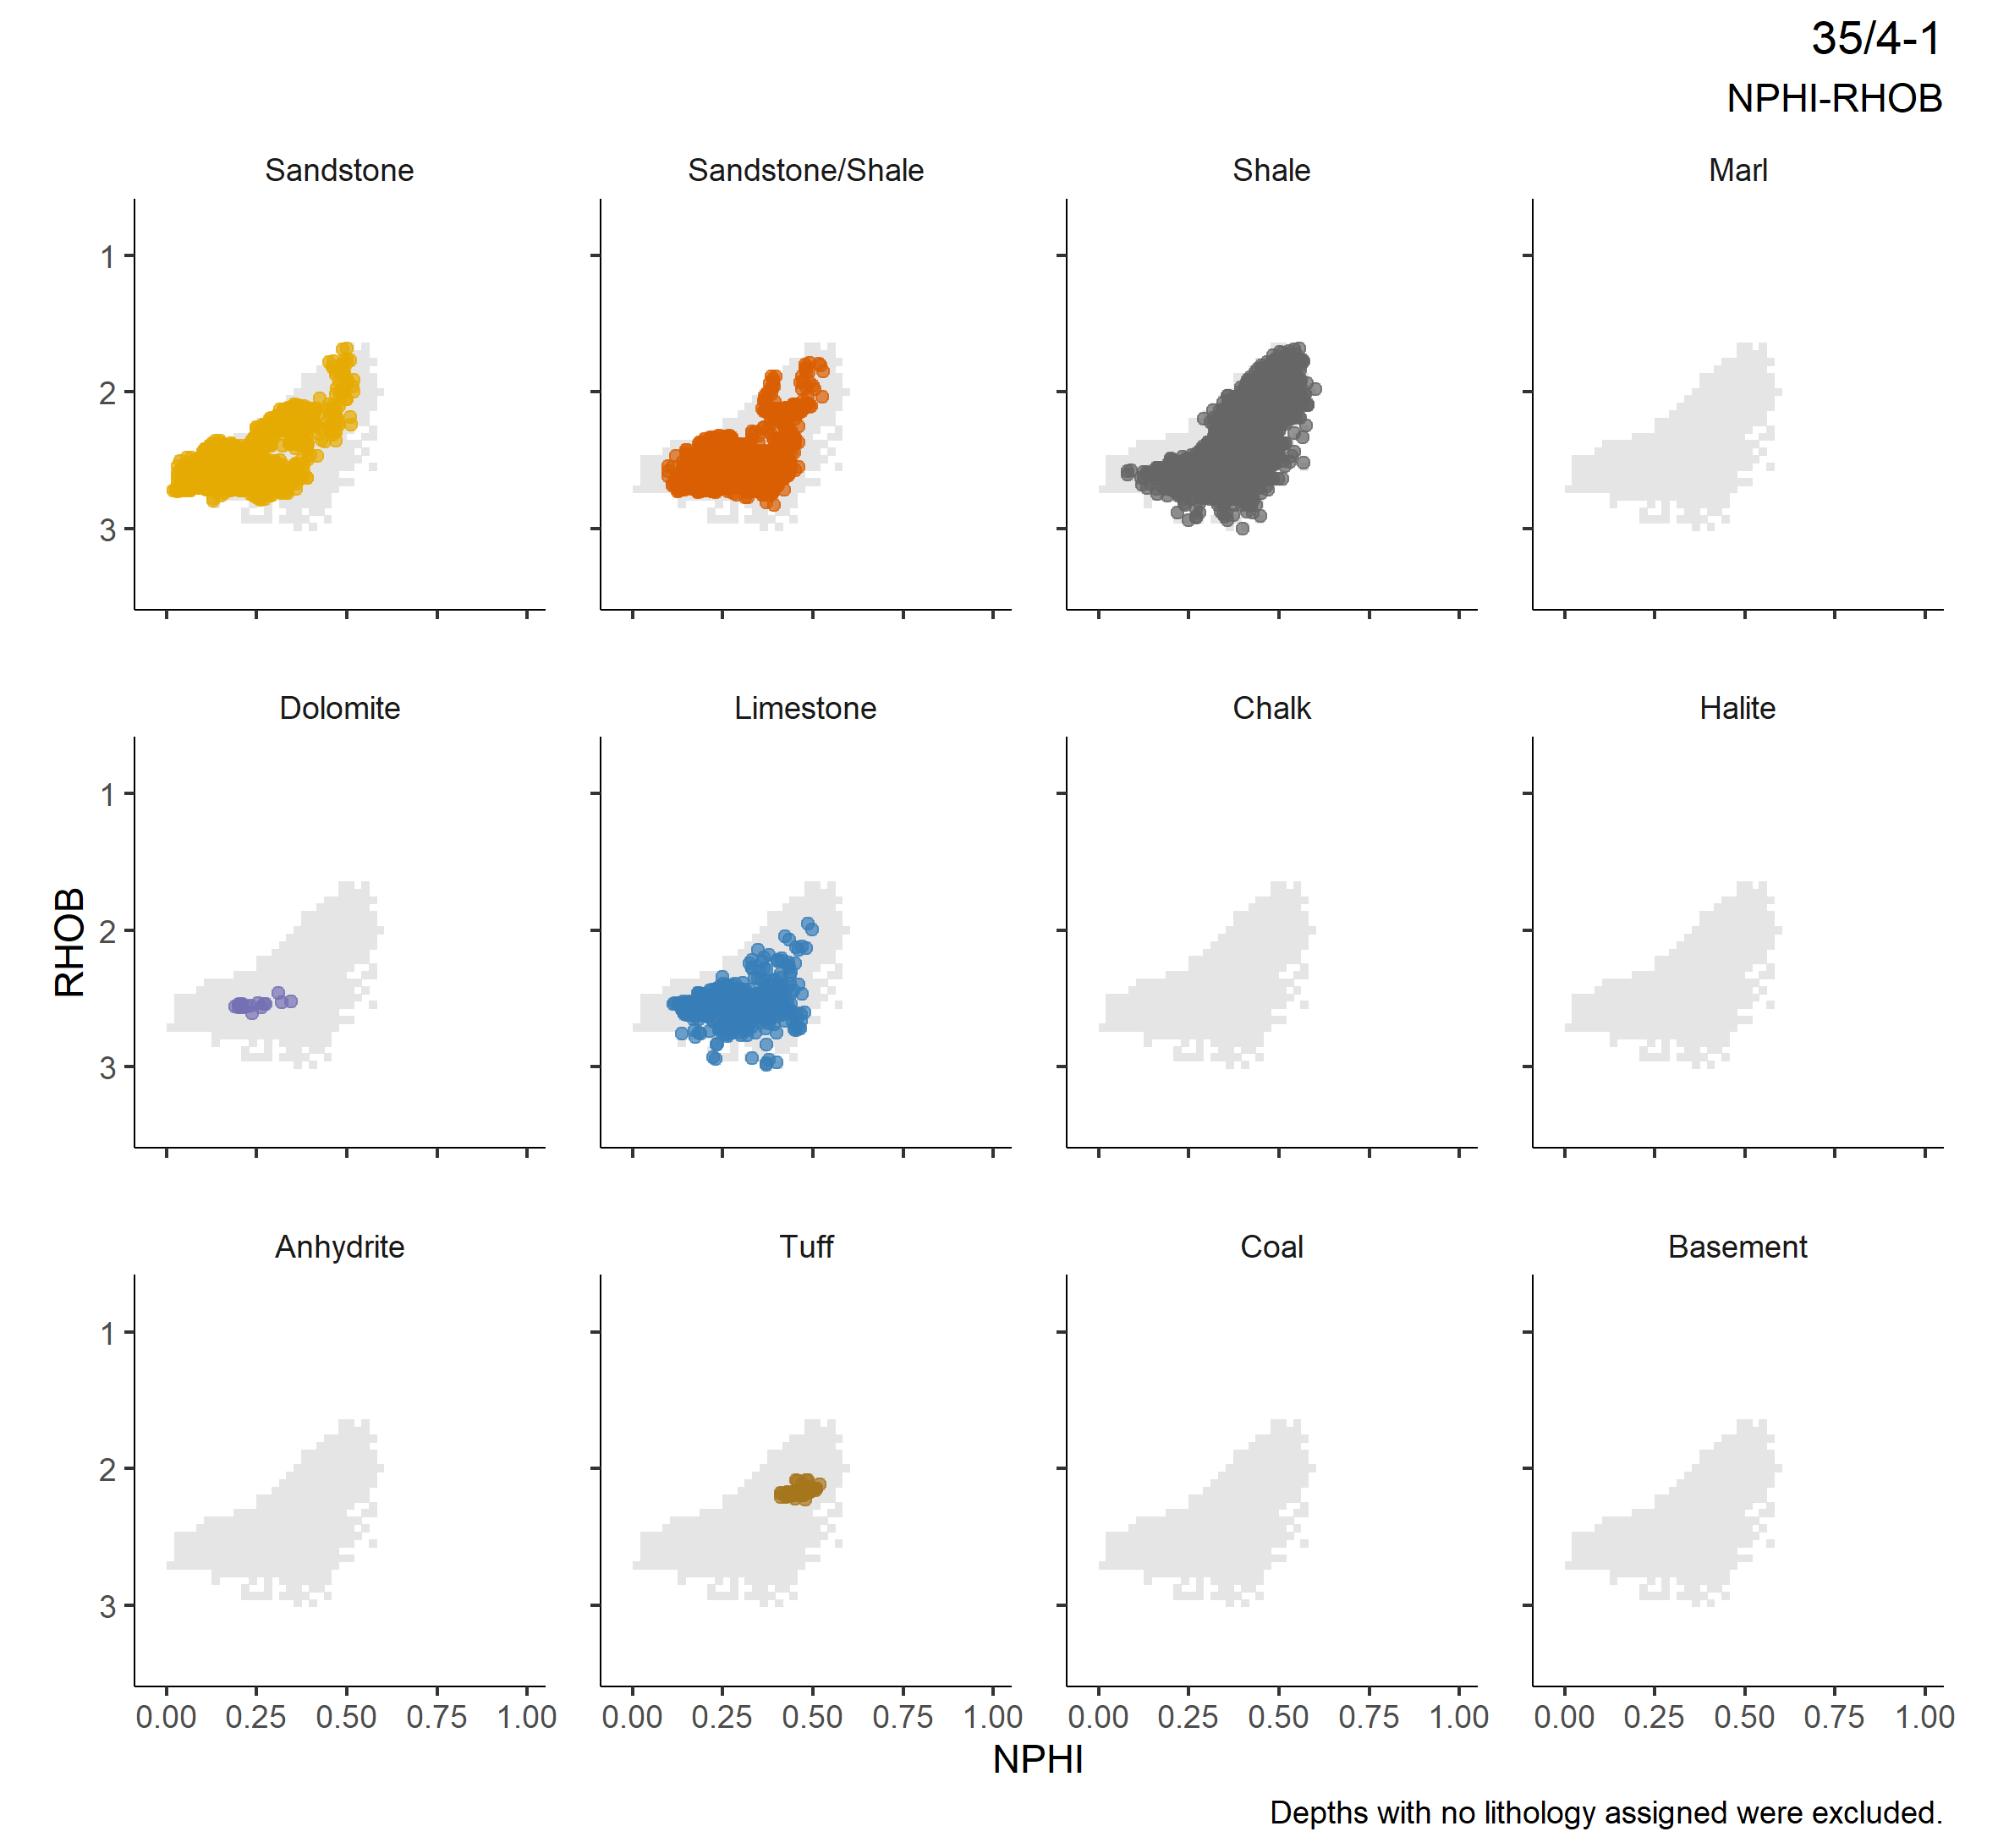 35/4-1
NPHI-RHOB
Sandstone
Sandstone/Shale
Shale
Marl
1
2
3
Dolomite
Limestone
Chalk
Halite
RHOB
1
2
3
Anhydrite
Tuff
Coal
Basement
1
2
3
0.00 0.25 0.50 0.75 1.00
0.00 0.25 0.50 0.75 1.00
0.00 0.25 0.50 0.75 1.00
0.00 0.25 0.50 0.75 1.00
NPHI
Depths with no lithology assigned were excluded.